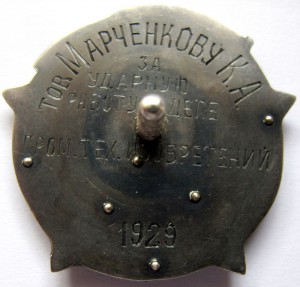 ТОВ. МАРЧЕНКОВУ К.А.
ЗА
УДАРНУЮ
РАБОТУ ДЕЛЕ
ПРОМ.ТЕХ. ИЗОБРЕТЕНИЙ
1929